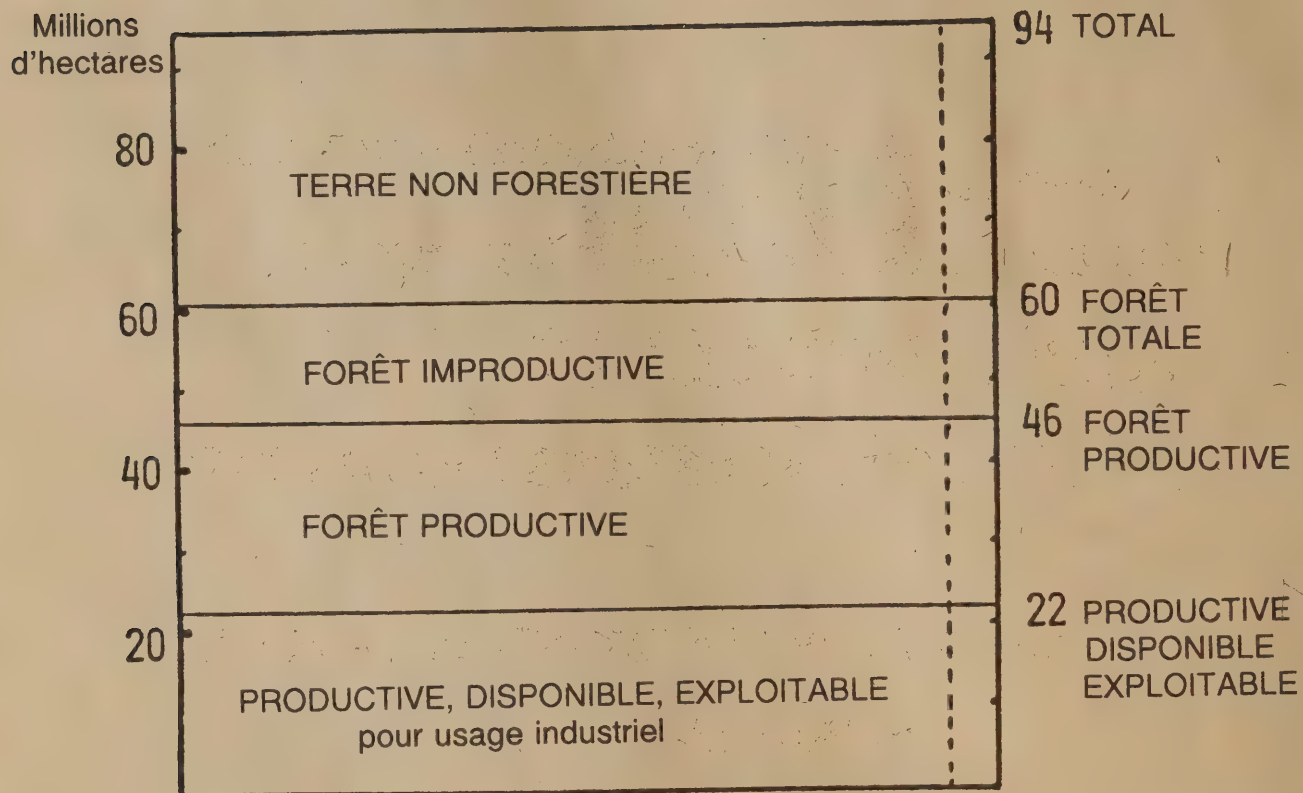 Millions
d'hectares
94 TOTAL
80
TERRE NON FORESTIÈRE
60
60 FORÊT
TOTALE
FORÊT IMPRODUCTIVE
46 FORÊT
PRODUCTIVE
40
FORÊT PRODUCTIVE
22 PRODUCTIVE
DISPONIBLE
EXPLOITABLE
20
PRODUCTIVE, DISPONIBLE, EXPLOITABLE
pour usage industriel